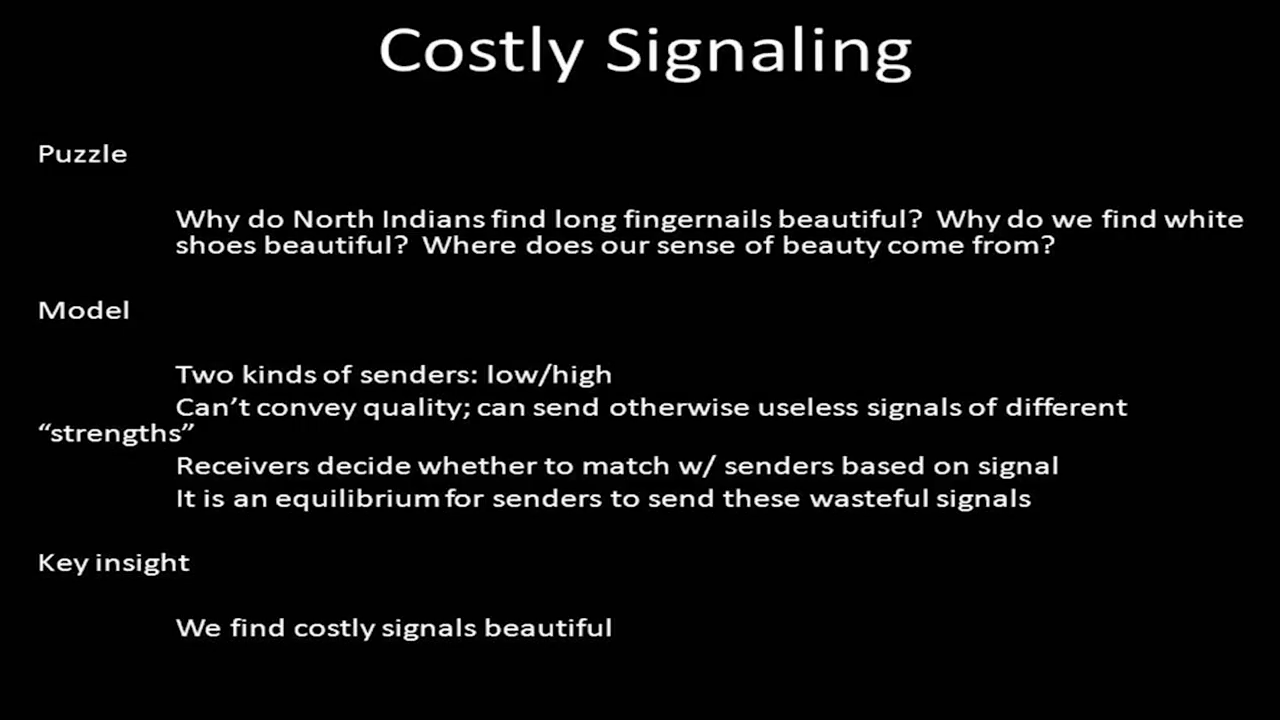 Costly Signaling
Puzzle
Why do North Indians find long fingernails beautiful? Why do we find white
shoes beautiful? Where does our sense of beauty come from?
Model
Two kinds of senders: low/high
Can’t convey quality; can send otherwise useless signals of different
“strengths”
Receivers decide whether to match w/ senders based on signal
It is an equilibrium for senders to send these wasteful signals
Key insight
We find costly signals beautiful